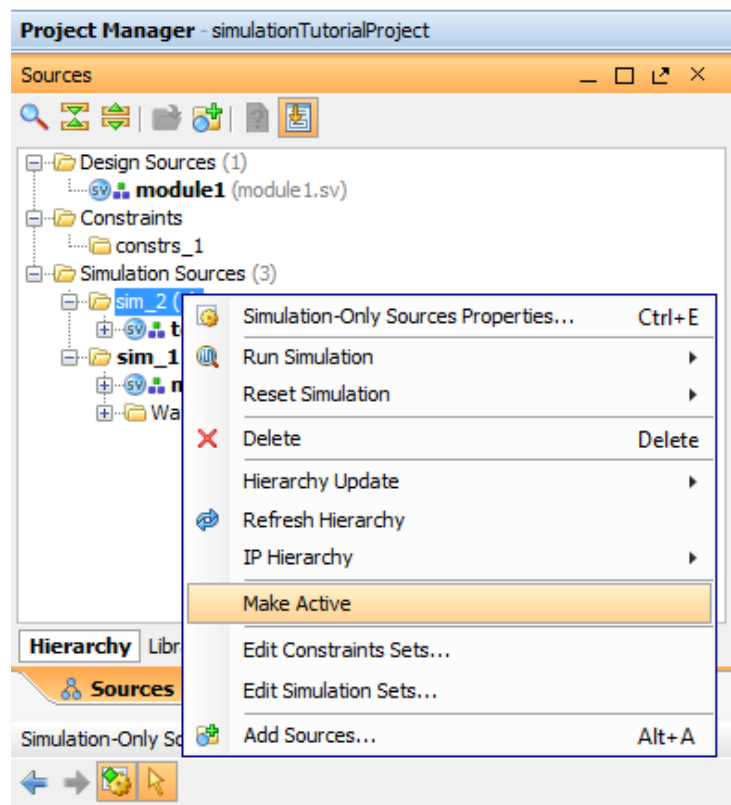 Project Manager - simulationTutorialProject
Sources
Design Sources (1)
module1 (module1.sv)
Constraints
constrs_1
Simulation Sources (3)
sim_2 (
Simulation-Only Sources Properties... Ctrl+E
sim_1
Run Simulation
Reset Simulation
Delete Delete
Hierarchy Update
Refresh Hierarchy
IP Hierarchy
Make Active
Hierarchy
Edit Constraints Sets...
Sources
Edit Simulation Sets...
Simulation-Only
Add Sources... Alt+A